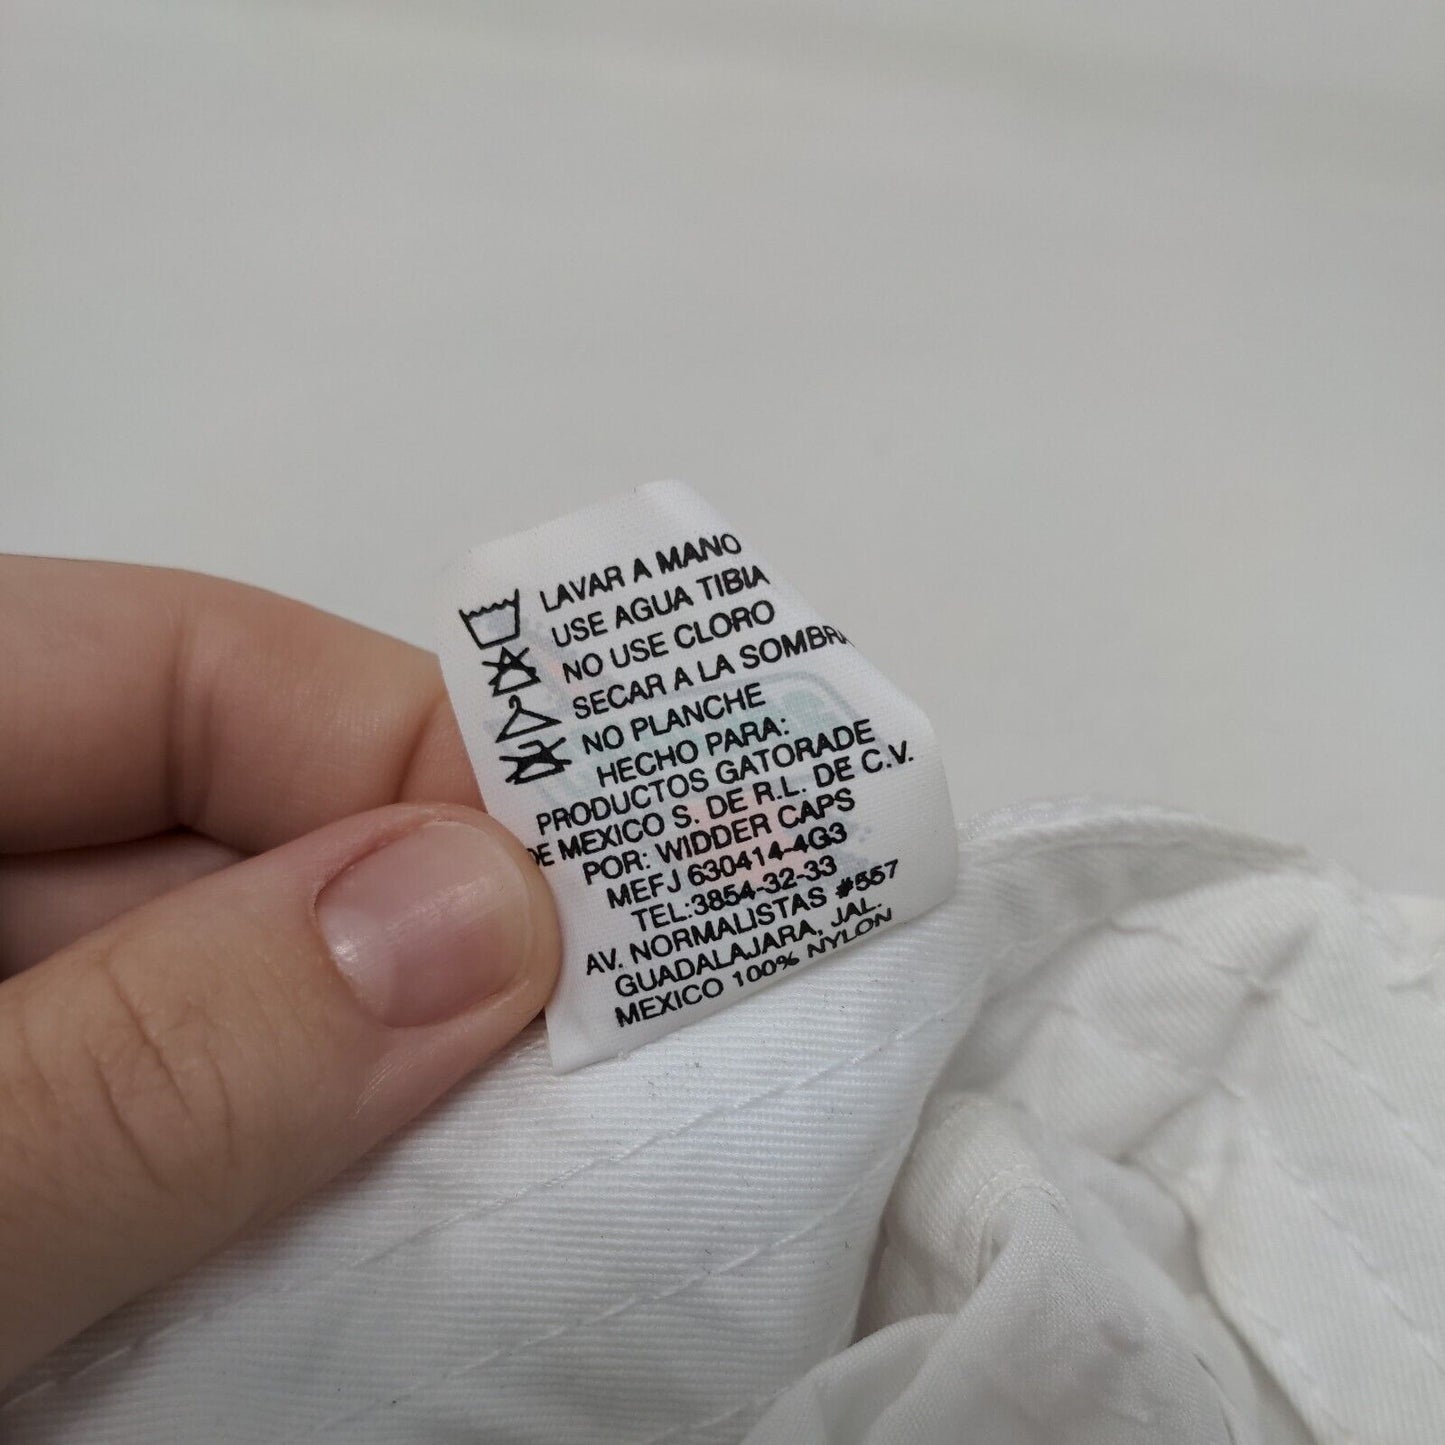 LAVAR A MANO
USE AGUA TIBIA
NO USE CLORO
SECAR A LA SOMBRA
NO PLANCHE
HECHO PARA:
PRODUCTOS GATORADE
DE MEXICO S. DE R.L. DE C.V.
POR: WIDDER CAPS
MEFJ 630414-4G3
TEL:3854-32-33
AV. NORMALISTAS #557
GUADALAJARA, JAL.
MEXICO 100% NYLON